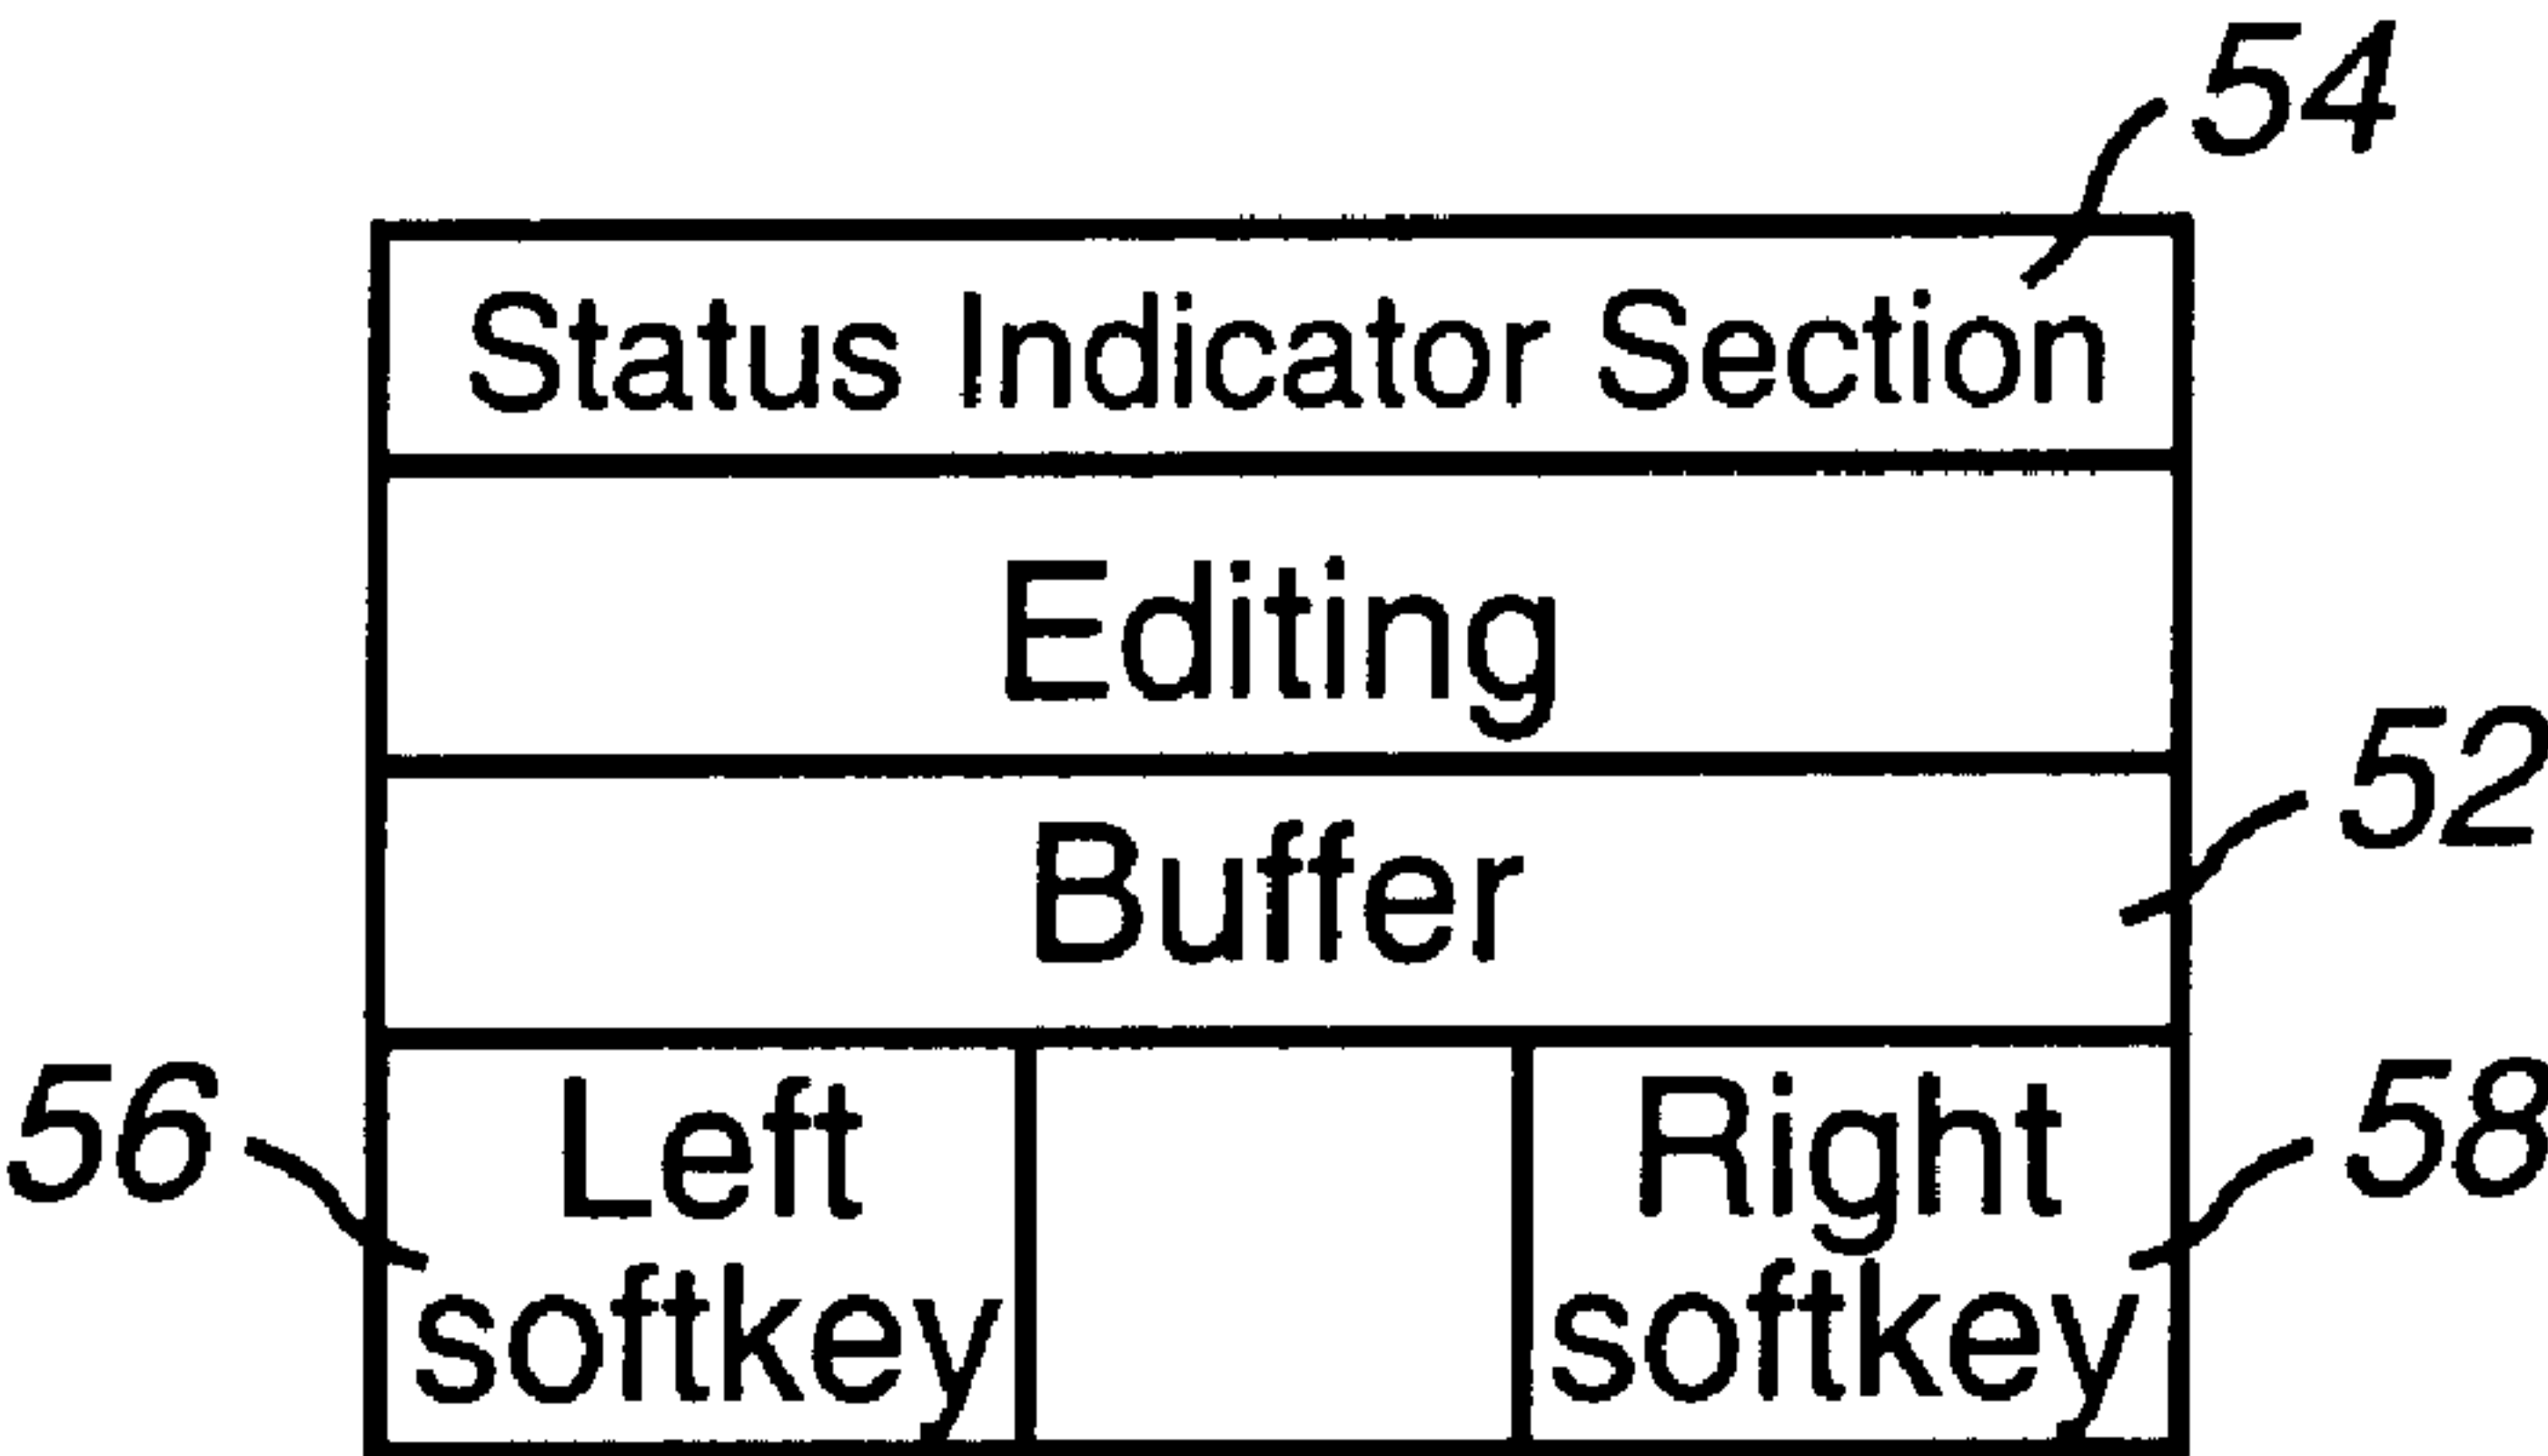 54
Status Indicator Section
Editing
Buffer
52
56
Left
softkey
Right
softkey
58